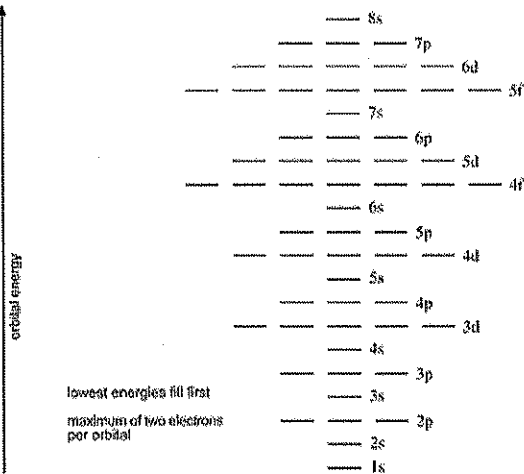 8s
7p
6d
5f
7s
6p
5d
4f
6s
5p
4d
5s
4p
3d
4s
3p
3s
2p
2s
1s
orbital energy
lowest energies fill first
maximum of two electrons
per orbital